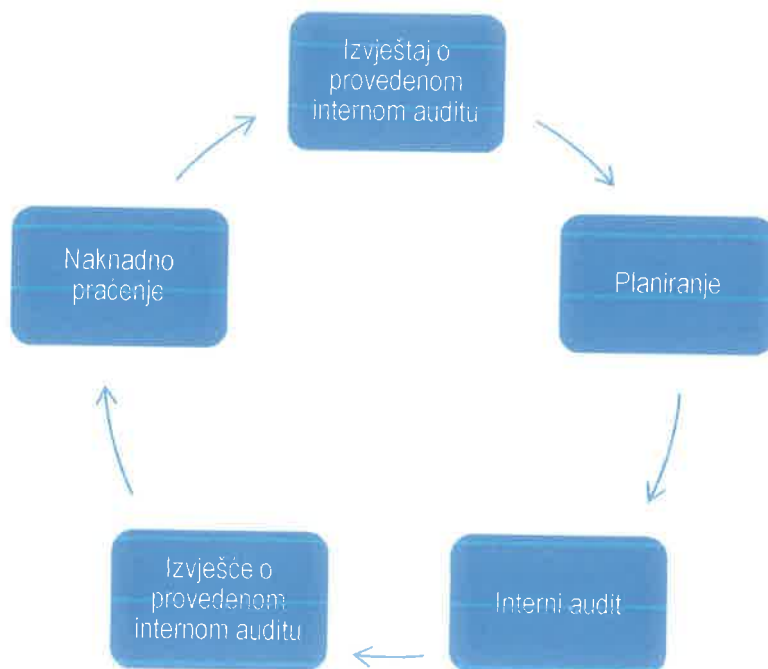 Izvještaj o
provedenom
internom auditu
Planiranje
Interni audit
Izvješće o
provedenom
internom auditu
Naknadno
praćenje